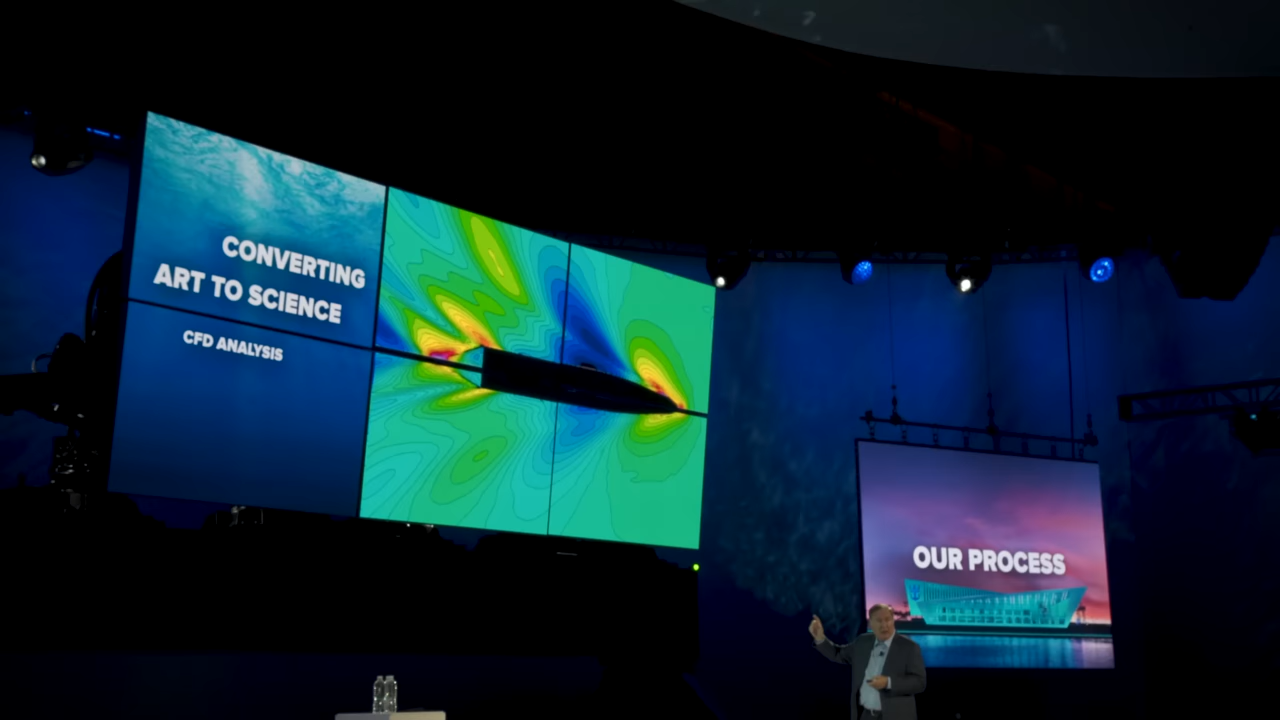 CONVERTING
ART TO SCIENCE
CFD ANALYSIS
OUR PROCESS